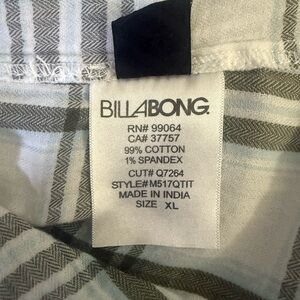 BILLABONG
RN# 99064
CA# 37757
99% COTTON
1% SPANDEX
CUT# Q7264
STYLE# M517QTIT
MADE IN INDIA
SIZE XL